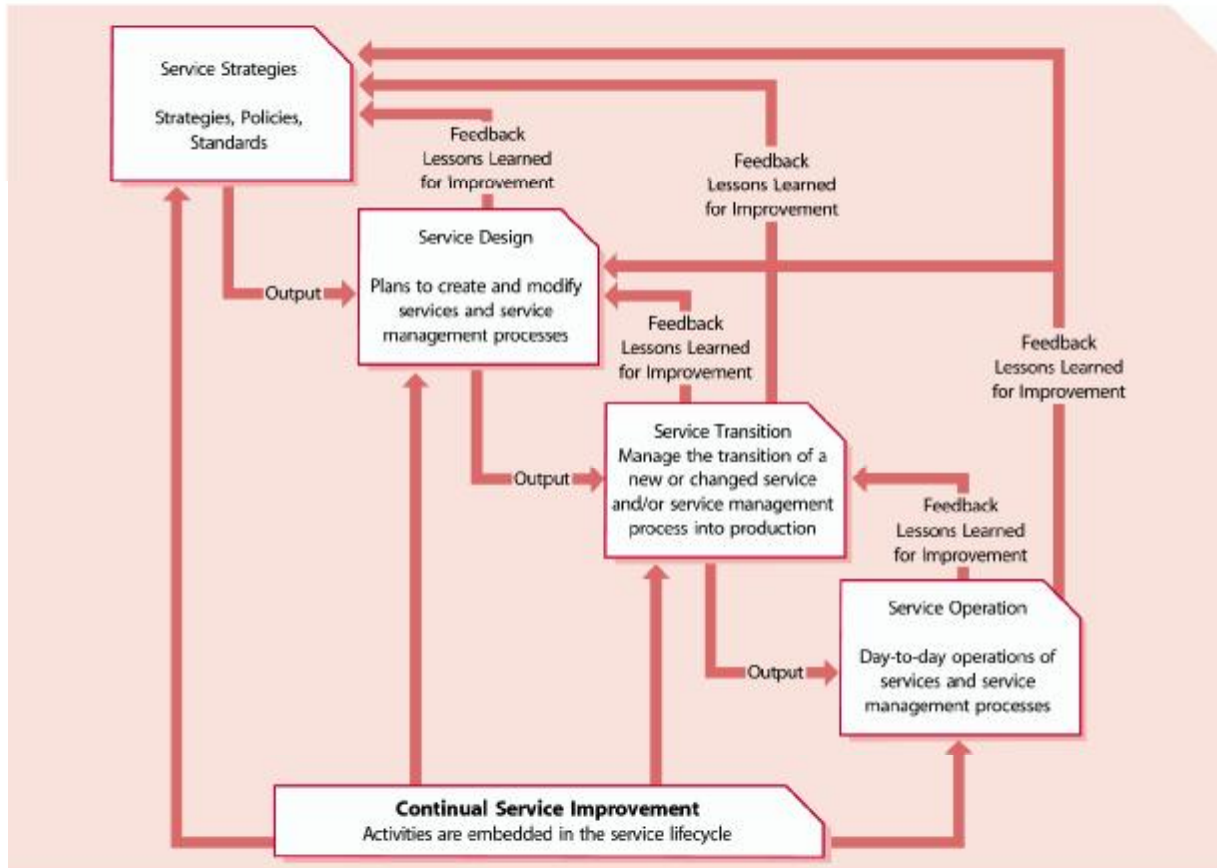 Service Strategies
Strategies, Policies,
Standards
Feedback
Lessons Learned
for Improvement
Feedback
Lessons Learned
for Improvement
Service Design
Plans to create and modify
services and service
management processes
Output
Feedback
Lessons Learned
for Improvement
Feedback
Lessons Learned
for Improvement
Service Transition
Manage the transition of a
new or changed service
and/or service management
process into production
Output
Feedback
Lessons Learned
for Improvement
Service Operation
Day-to-day operations of
services and service
management processes
Output
Continual Service Improvement
Activities are embedded in the service lifecycle